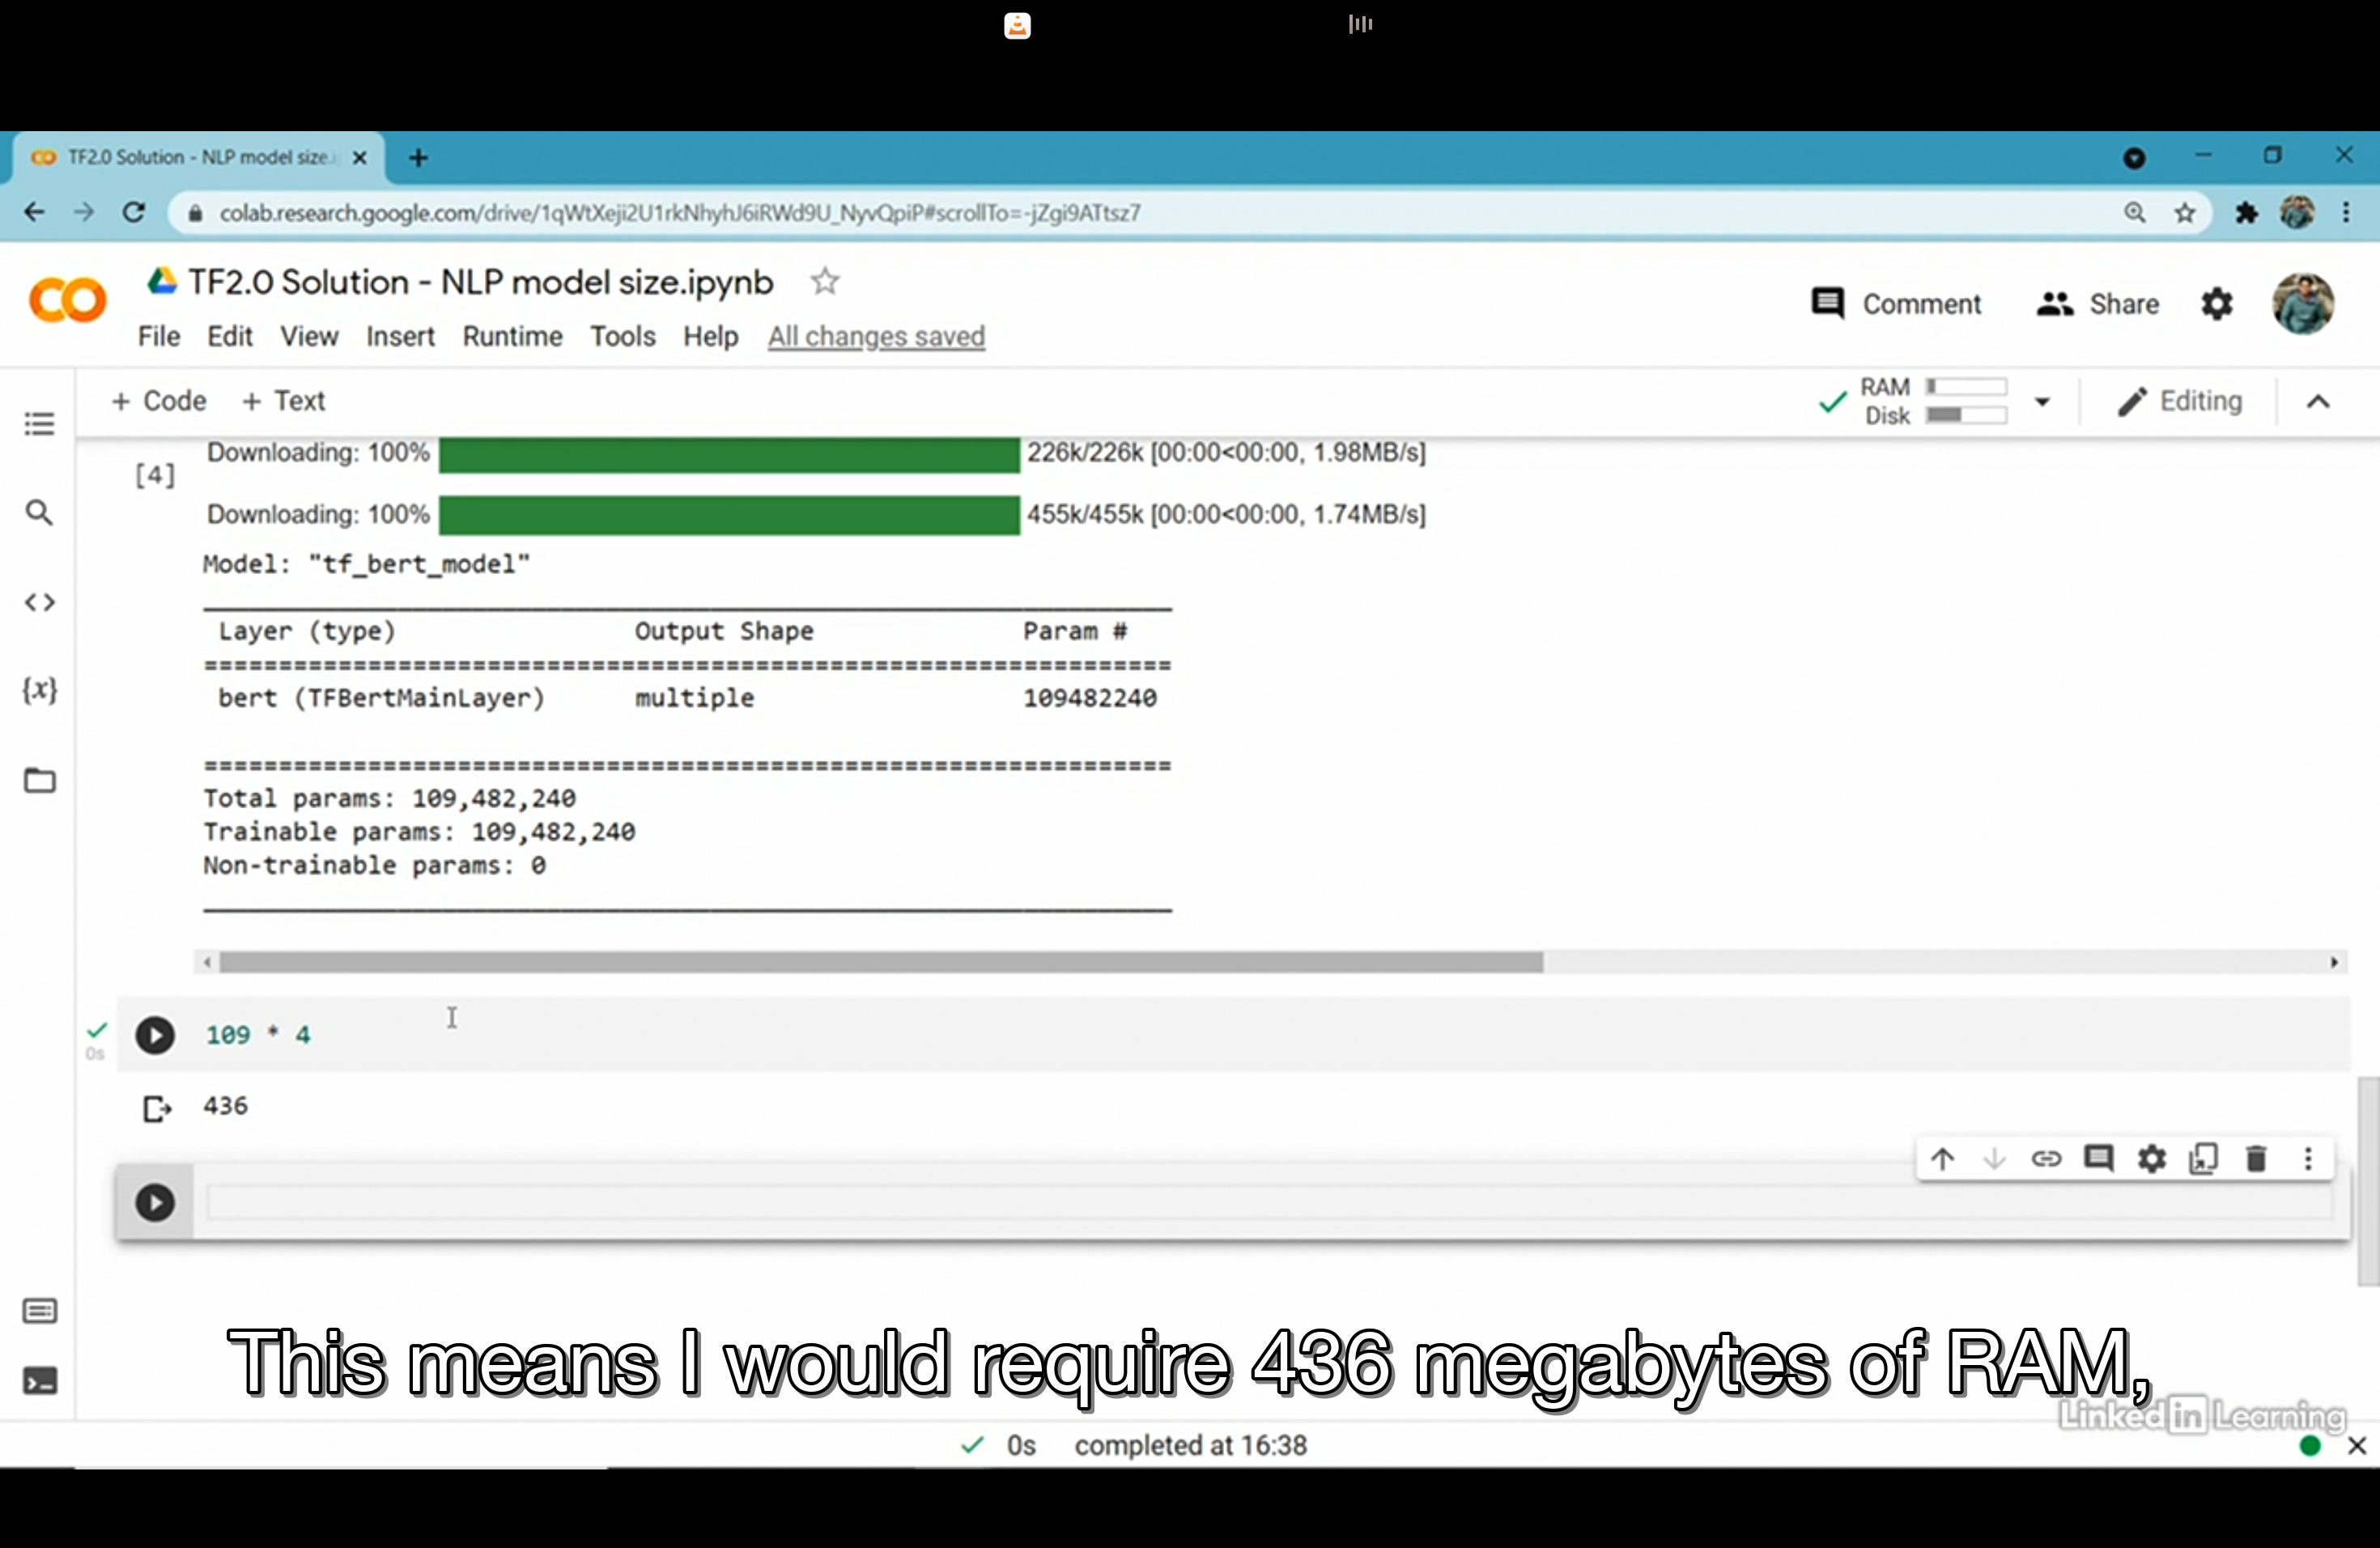 TF2.0 Solution - NLP model size.i
colab.research.google.com/drive/1qWtXeji2U1rkNhyhJ6iRWd9U_NyvQpiP#scrollTo=-jZgi9ATtsz7
TF2.0 Solution - NLP model size.ipynb
Comment
Share
File Edit View Insert Runtime Tools Help All changes saved
+ Code + Text
RAM
Disk
Editing
[4]
Downloading: 100% 226k/226k [00:00<00:00, 1.98MB/s]
Downloading: 100% 455k/455k [00:00<00:00, 1.74MB/s]
Model: "tf_bert_model"
Layer (type) Output Shape Param #
=================================================================
bert (TFBertMainLayer) multiple 109482240
=================================================================
Total params: 109,482,240
Trainable params: 109,482,240
Non-trainable params: 0
0s
109 * 4
436
This means I would require 436 megabytes of RAM,
Linked in Learning
0s completed at 16:38